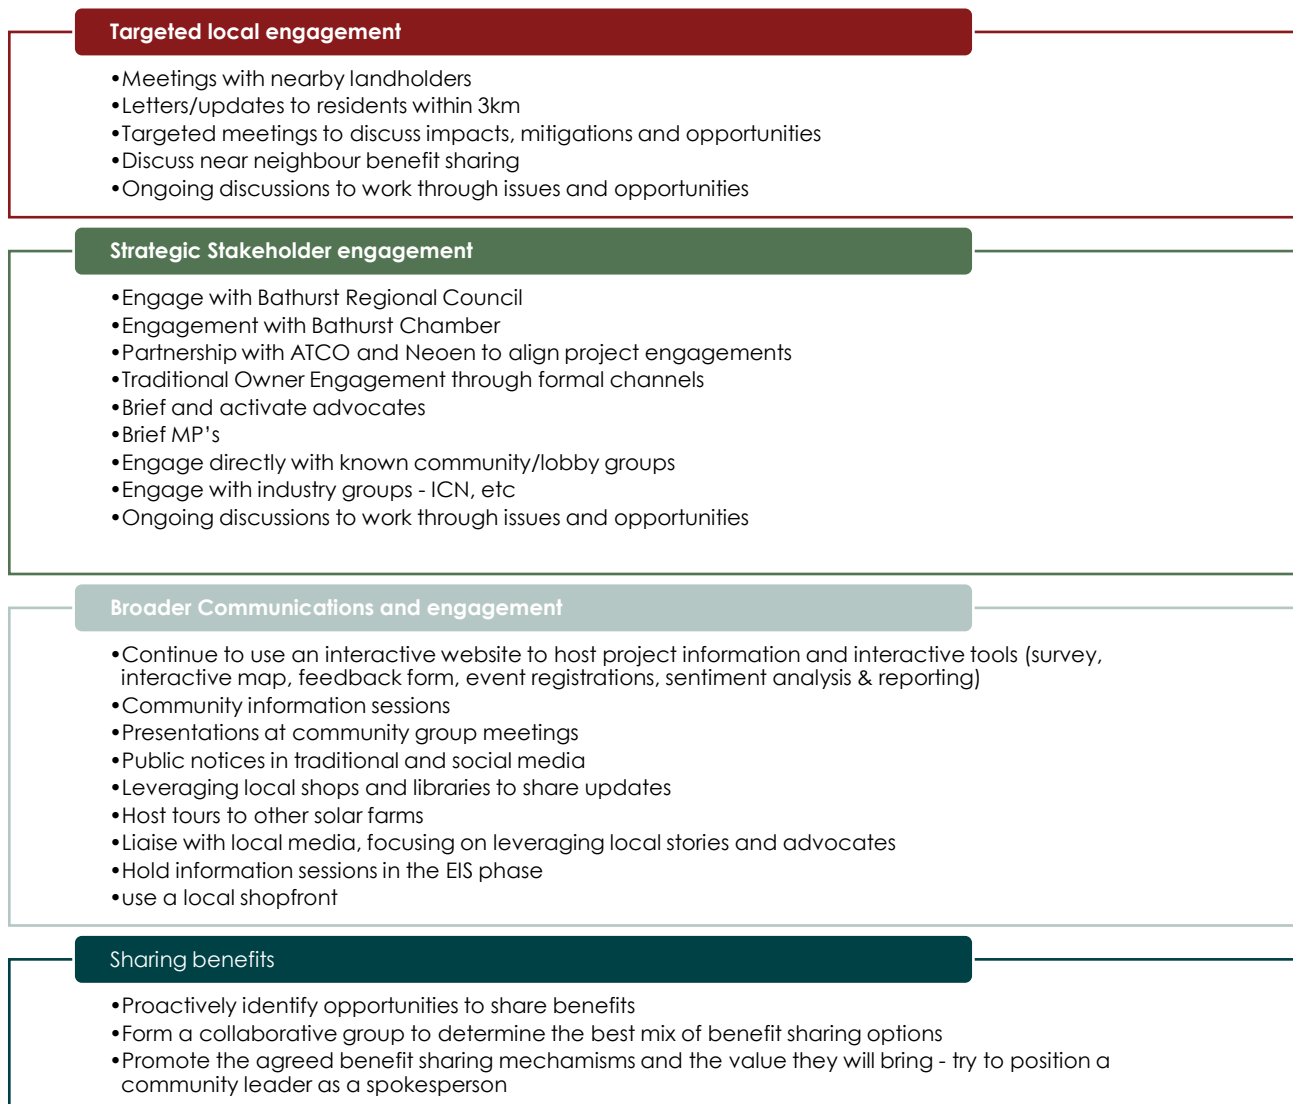 Targeted local engagement
•Meetings with nearby landholders
•Letters/updates to residents within 3km
•Targeted meetings to discuss impacts, mitigations and opportunities
•Discuss near neighbour benefit sharing
•Ongoing discussions to work through issues and opportunities
Strategic Stakeholder engagement
•Engage with Bathurst Regional Council
•Engagement with Bathurst Chamber
•Partnership with ATCO and Neoen to align project engagements
•Traditional Owner Engagement through formal channels
•Brief and activate advocates
•Brief MP’s
•Engage directly with known community/lobby groups
•Engage with industry groups - ICN, etc
•Ongoing discussions to work through issues and opportunities
Broader Communications and engagement
•Continue to use an interactive website to host project information and interactive tools (survey,
interactive map, feedback form, event registrations, sentiment analysis & reporting)
•Community information sessions
•Presentations at community group meetings
•Public notices in traditional and social media
•Leveraging local shops and libraries to share updates
•Host tours to other solar farms
•Liaise with local media, focusing on leveraging local stories and advocates
•Hold information sessions in the EIS phase
•use a local shopfront
Sharing benefits
•Proactively identify opportunities to share benefits
•Form a collaborative group to determine the best mix of benefit sharing options
•Promote the agreed benefit sharing mechamisms and the value they will bring - try to position a
community leader as a spokesperson